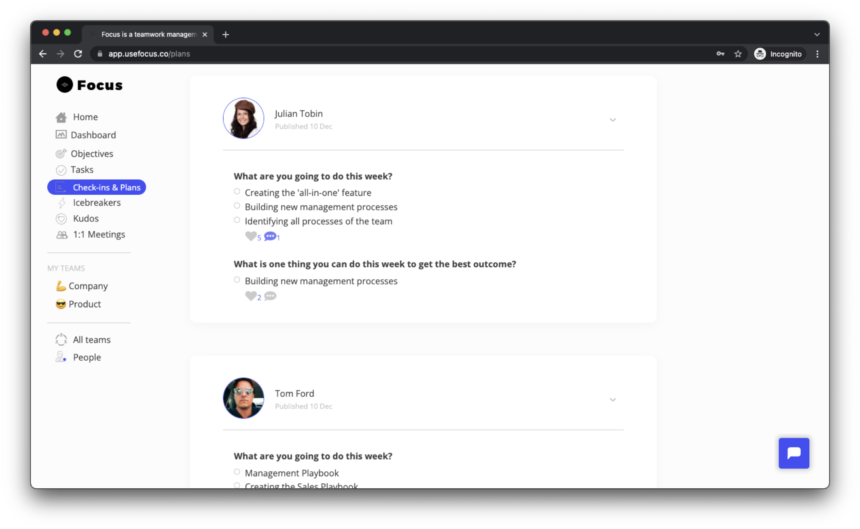 Focus is a teamwork managem
app.usefocus.co/plans
Incognito
Focus
Home
Dashboard
Objectives
Tasks
Check-ins & Plans
Icebreakers
Kudos
1:1 Meetings
MY TEAMS
Company
Product
All teams
People
Julian Tobin
Published 10 Dec
What are you going to do this week?
Creating the 'all-in-one' feature
Building new management processes
Identifying all processes of the team
5 1
What is one thing you can do this week to get the best outcome?
Building new management processes
2
Tom Ford
Published 10 Dec
What are you going to do this week?
Management Playbook
Creating the Sales Playbook